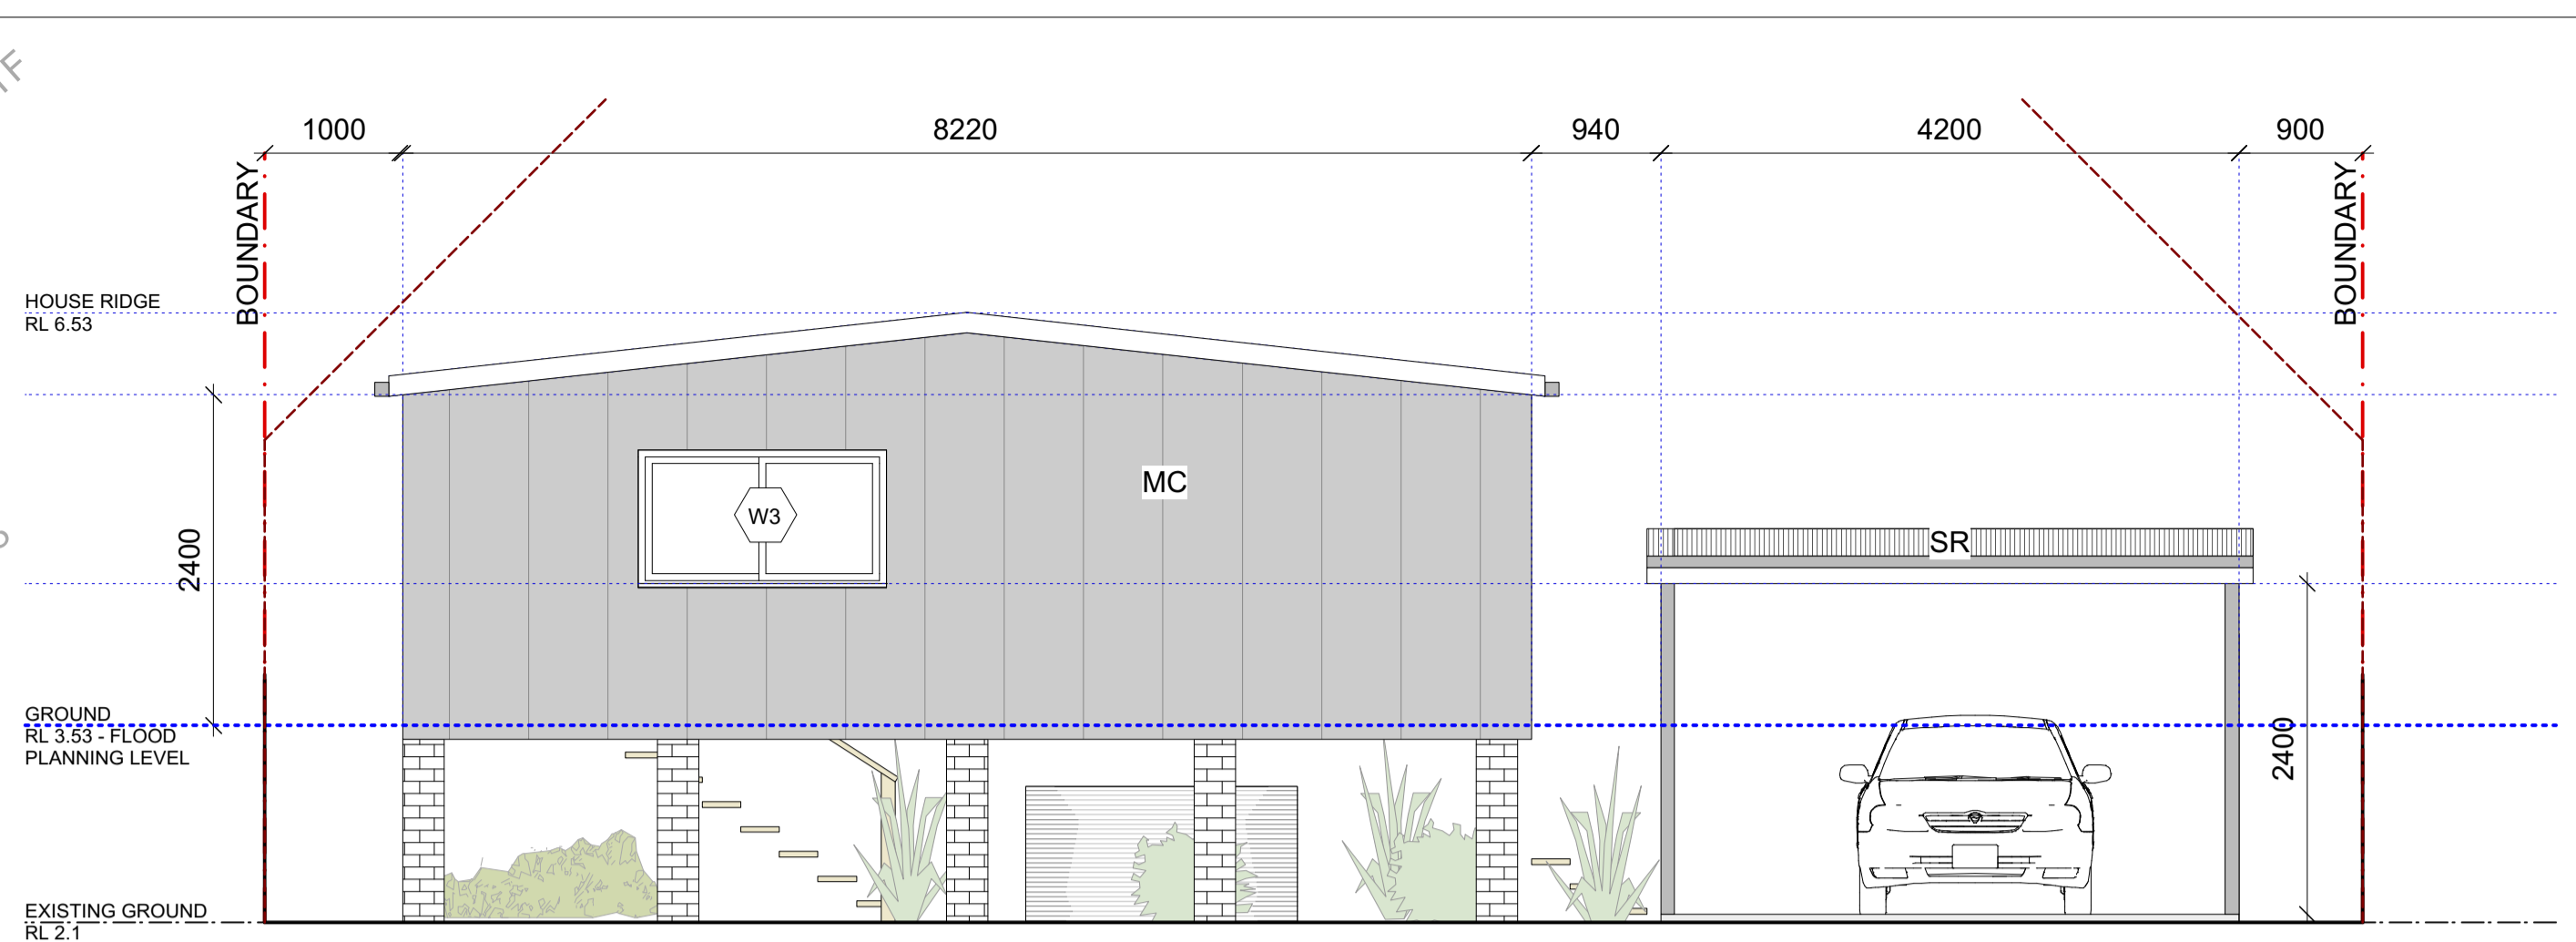 1000
8220
940
4200
900
BOUNDARY
BOUNDARY
HOUSE RIDGE
RL 6.53
MC
W3
SR
2400
GROUND
RL 3.53 - FLOOD
PLANNING LEVEL
2400
EXISTING GROUND
RL 2.1